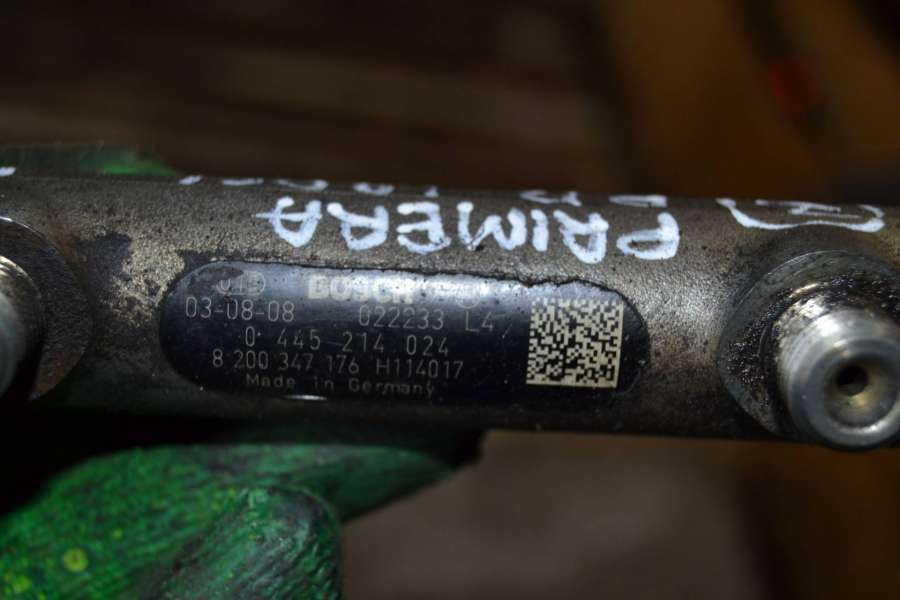 PRIMERA
BOSCH
03-08-08 022233 L4
0 445 214 024
8 200 347 176 H114017
Made in Germany